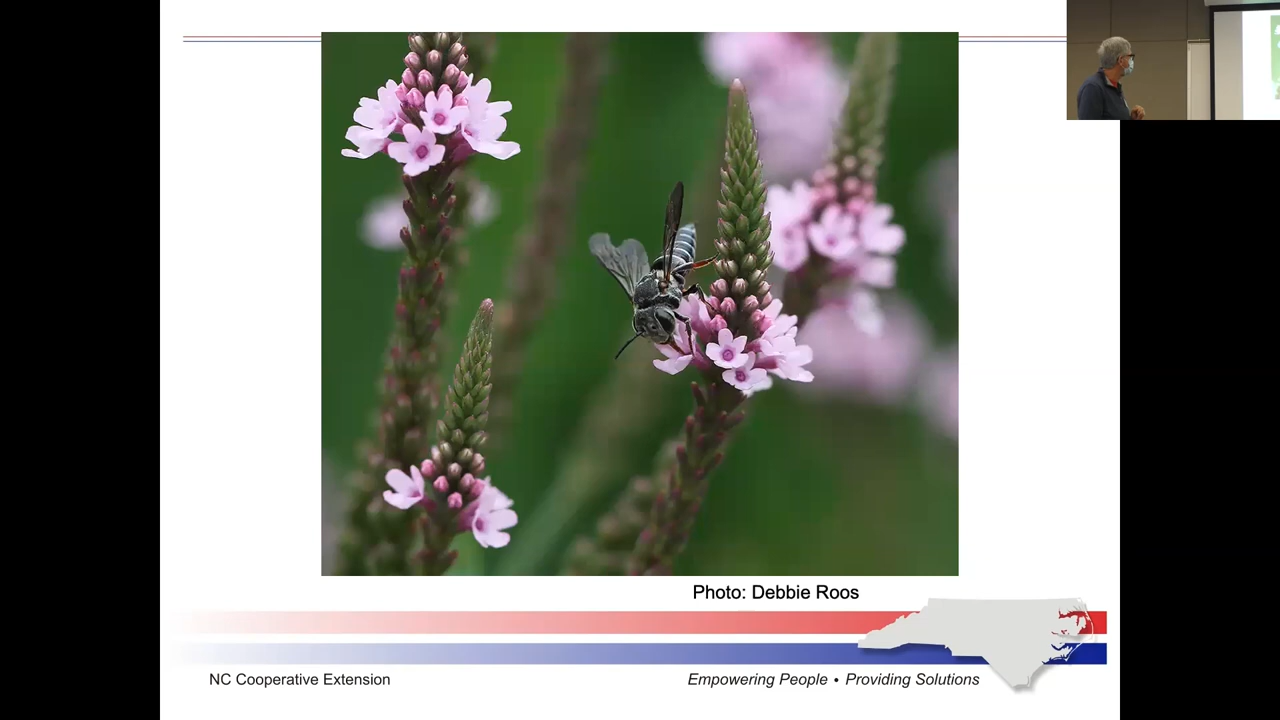 Photo: Debbie Roos
NC Cooperative Extension
Empowering People • Providing Solutions